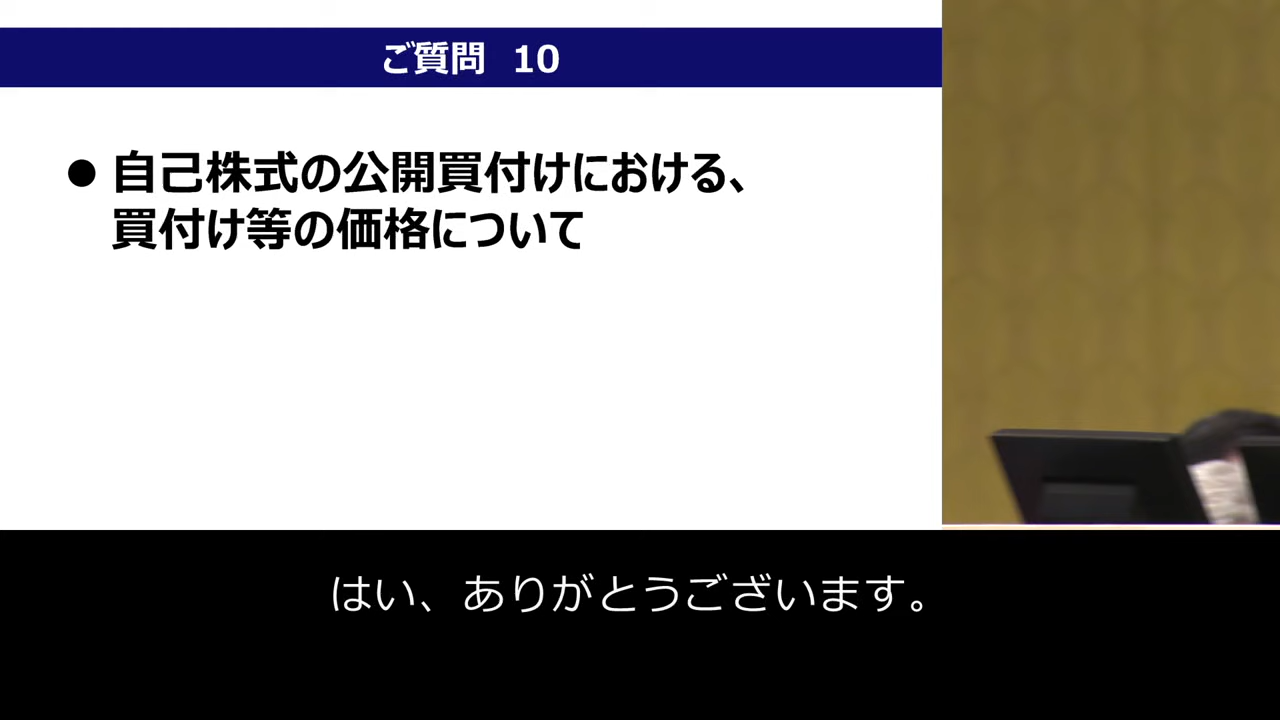 ご質問 10
● 自己株式の公開買付けにおける、
買付け等の価格について
はい、ありがとうございます。